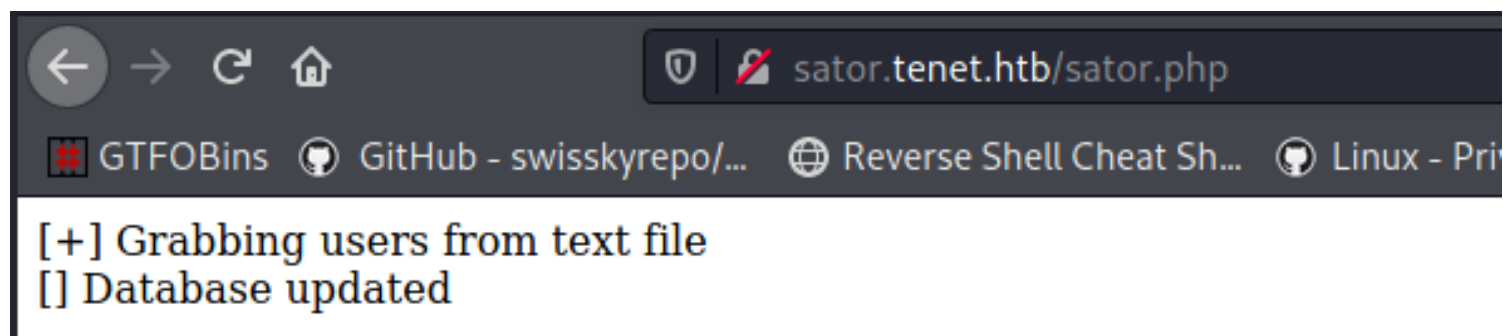 sator.tenet.htb/sator.php
GTFOBins GitHub - swisskyrepo/... Reverse Shell Cheat Sh... Linux - Priv
[+] Grabbing users from text file
[] Database updated